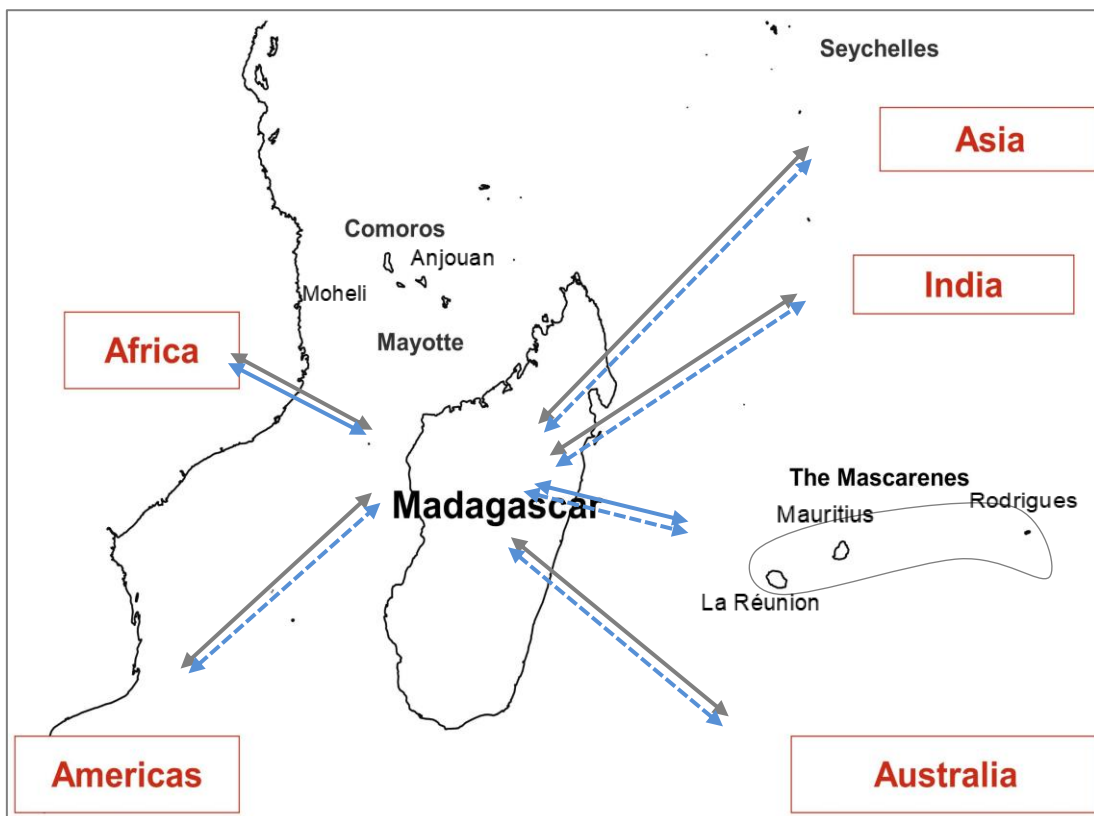 Seychelles
Asia
Comoros
Anjouan
India
Moheli
Mayotte
Africa
The Mascarenes
Rodrigues
Madagascar
Mauritius
La Réunion
Americas
Australia